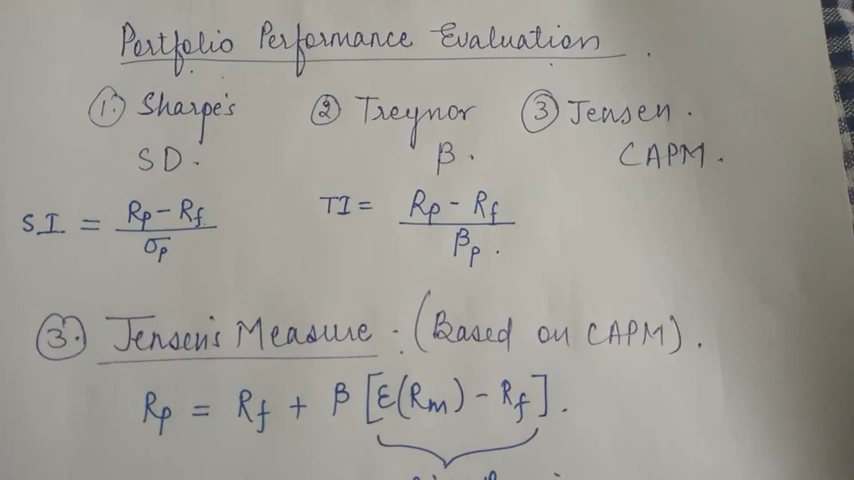 Portfolio Performance Evaluation .
① Sharpe's ② Treynor ③ Jensen .
SD . β . CAPM .
SI = (Rp - Rf) / σp TI = (Rp - Rf) / βp .
③. Jensen's Measure . (Based on CAPM) .
Rp = Rf + β [E(Rm) - Rf] .